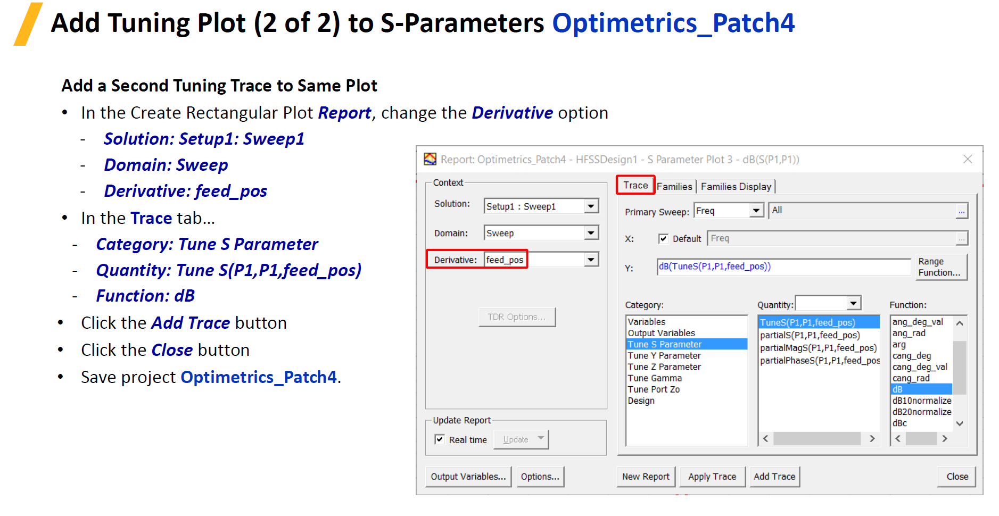 Add Tuning Plot (2 of 2) to S-Parameters Optimetrics_Patch4
Add a Second Tuning Trace to Same Plot
• In the Create Rectangular Plot Report, change the Derivative option
- Solution: Setup1: Sweep1
- Domain: Sweep
- Derivative: feed_pos
• In the Trace tab...
- Category: Tune S Parameter
- Quantity: Tune S(P1,P1,feed_pos)
- Function: dB
• Click the Add Trace button
• Click the Close button
• Save project Optimetrics_Patch4.
Report: Optimetrics_Patch4 - HFSSDesign1 - S Parameter Plot 3 - dB(S(P1,P1))
Context
Solution: Setup1 : Sweep1
Domain: Sweep
Derivative: feed_pos
TDR Options...
Update Report
Real time Update
Output Variables... Options...
Trace Families Families Display
Primary Sweep: Freq All ...
X: Default Freq ...
Y: dB(TuneS(P1,P1,feed_pos))
Range
Function...
Category:
Variables
Output Variables
Tune S Parameter
Tune Y Parameter
Tune Z Parameter
Tune Gamma
Tune Port Zo
Design
Quantity:
TuneS(P1,P1,feed_pos)
partialS(P1,P1,feed_pos)
partialMagS(P1,P1,feed_pos)
partialPhaseS(P1,P1,feed_pos
Function:
ang_deg_val
ang_rad
arg
cang_deg
cang_deg_val
cang_rad
dB
dB10normalize
dB20normalize
dBc
New Report Apply Trace Add Trace Close